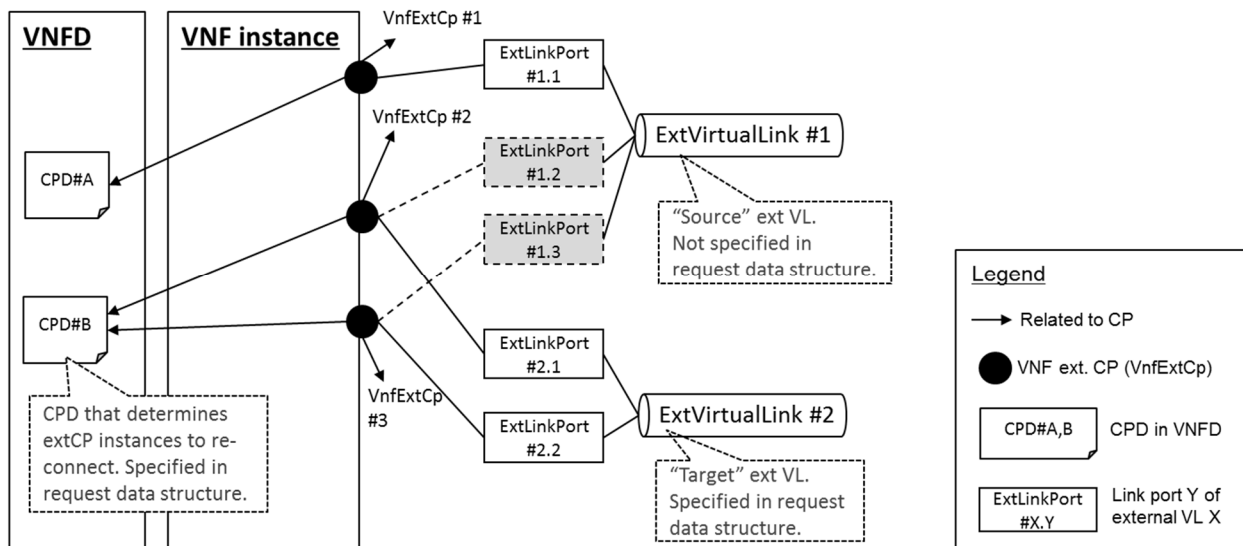 VNFD
VNF instance
VnfExtCp #1
ExtLinkPort
#1.1
VnfExtCp #2
ExtVirtualLink #1
ExtLinkPort
#1.2
CPD#A
"Source" ext VL.
Not specified in
request data structure.
ExtLinkPort
#1.3
CPD#B
ExtLinkPort
#2.1
VnfExtCp
#3
CPD that determines
extCP instances to re-
connect. Specified in
request data structure.
ExtVirtualLink #2
ExtLinkPort
#2.2
"Target" ext VL.
Specified in request
data structure.
Legend
Related to CP
VNF ext. CP (VnfExtCp)
CPD#A,B
CPD in VNFD
ExtLinkPort
#X.Y
Link port Y of
external VL X